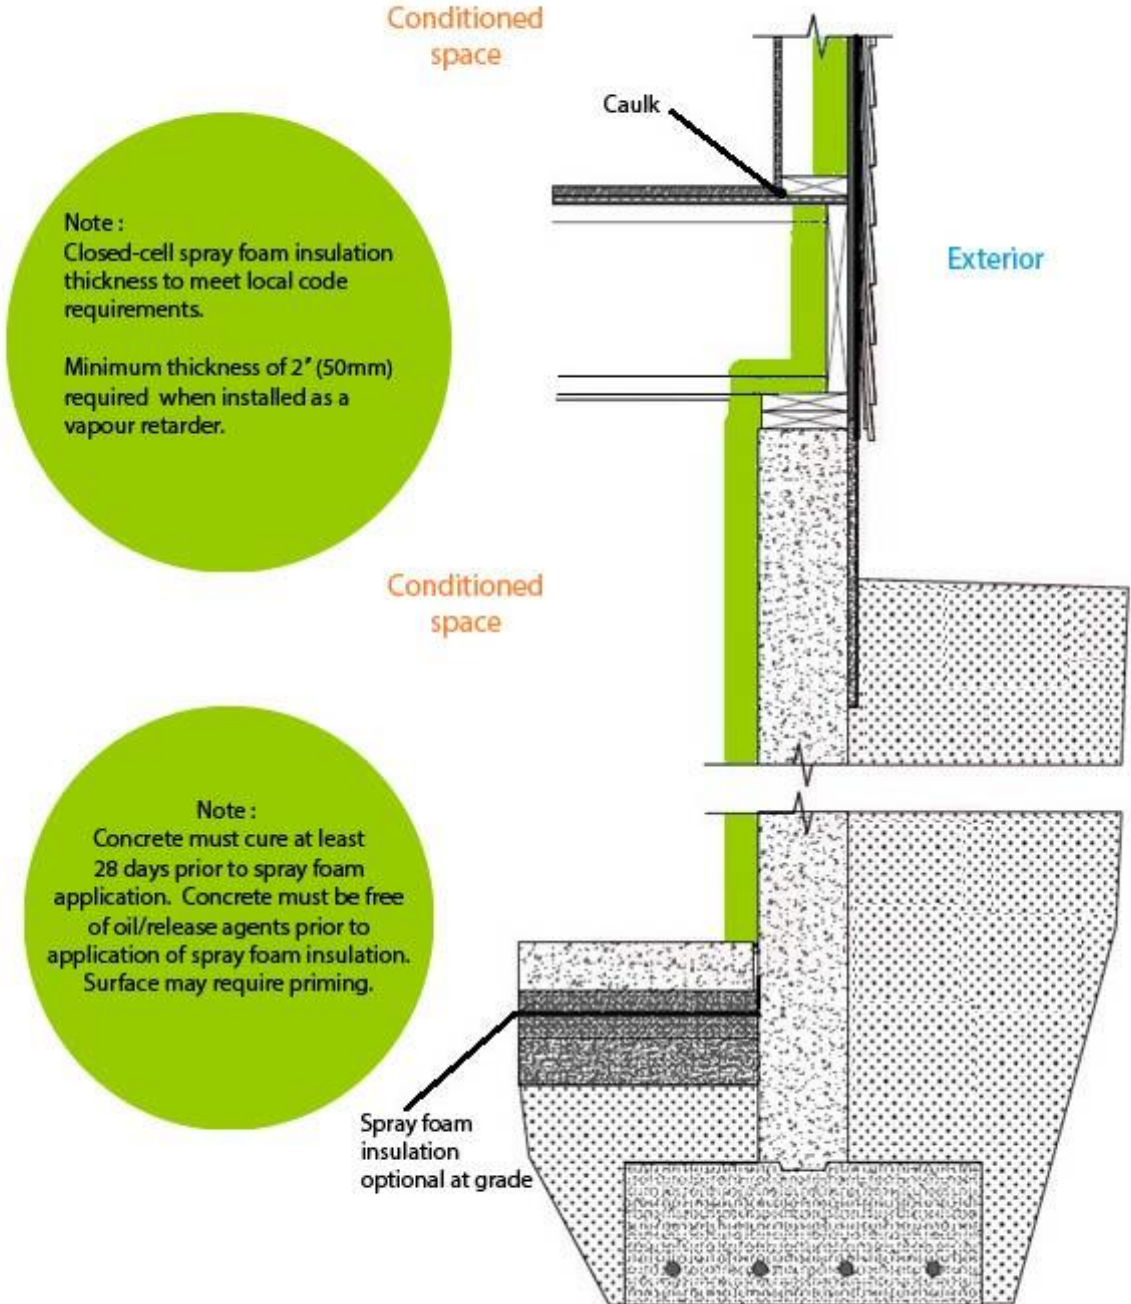 Conditioned
space
Caulk
Note :
Closed-cell spray foam insulation
thickness to meet local code
requirements.
Minimum thickness of 2" (50mm)
required when installed as a
vapour retarder.
Exterior
Conditioned
space
Note :
Concrete must cure at least
28 days prior to spray foam
application. Concrete must be free
of oil/release agents prior to
application of spray foam insulation.
Surface may require priming.
Spray foam
insulation
optional at grade